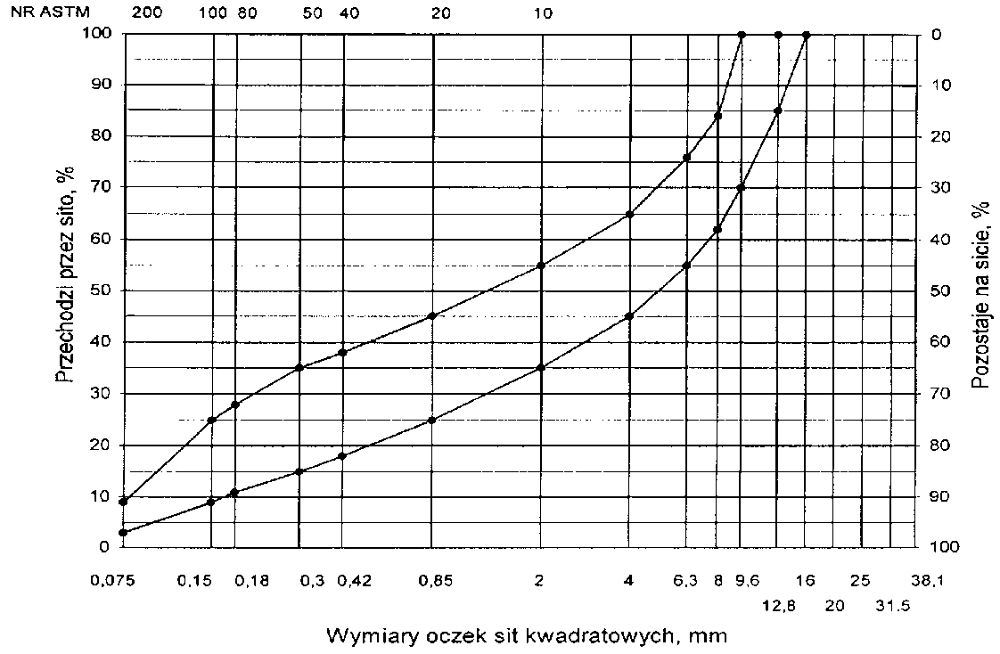 NR ASTM 200 100 80 50 40 20 10
100 0
90 10
80 20
70 30
60 40
50 50
40 60
30 70
20 80
10 90
0 100
Przechodzi przez sito, %
Pozostaje na sicie, %
0,075 0,15 0,18 0,3 0,42 0,85 2 4 6,3 8 9,6 16 25 38,1
12,8 20 31.5
Wymiary oczek sit kwadratowych, mm